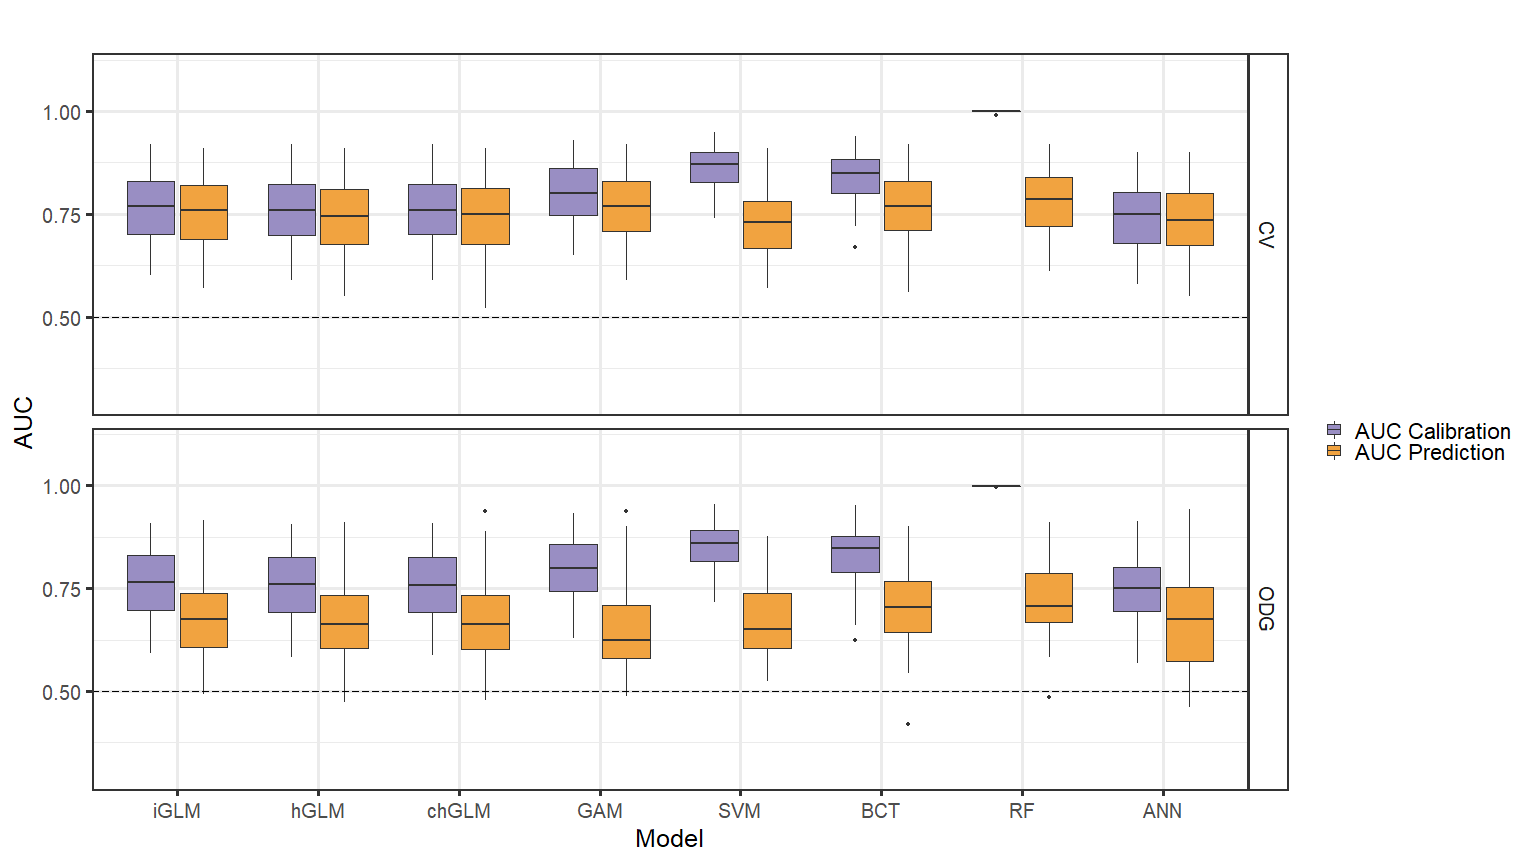 1.00
0.75
0.50
CV
AUC
1.00
0.75
0.50
ODG
iGLM hGLM chGLM GAM SVM BCT RF ANN
Model
AUC Calibration
AUC Prediction